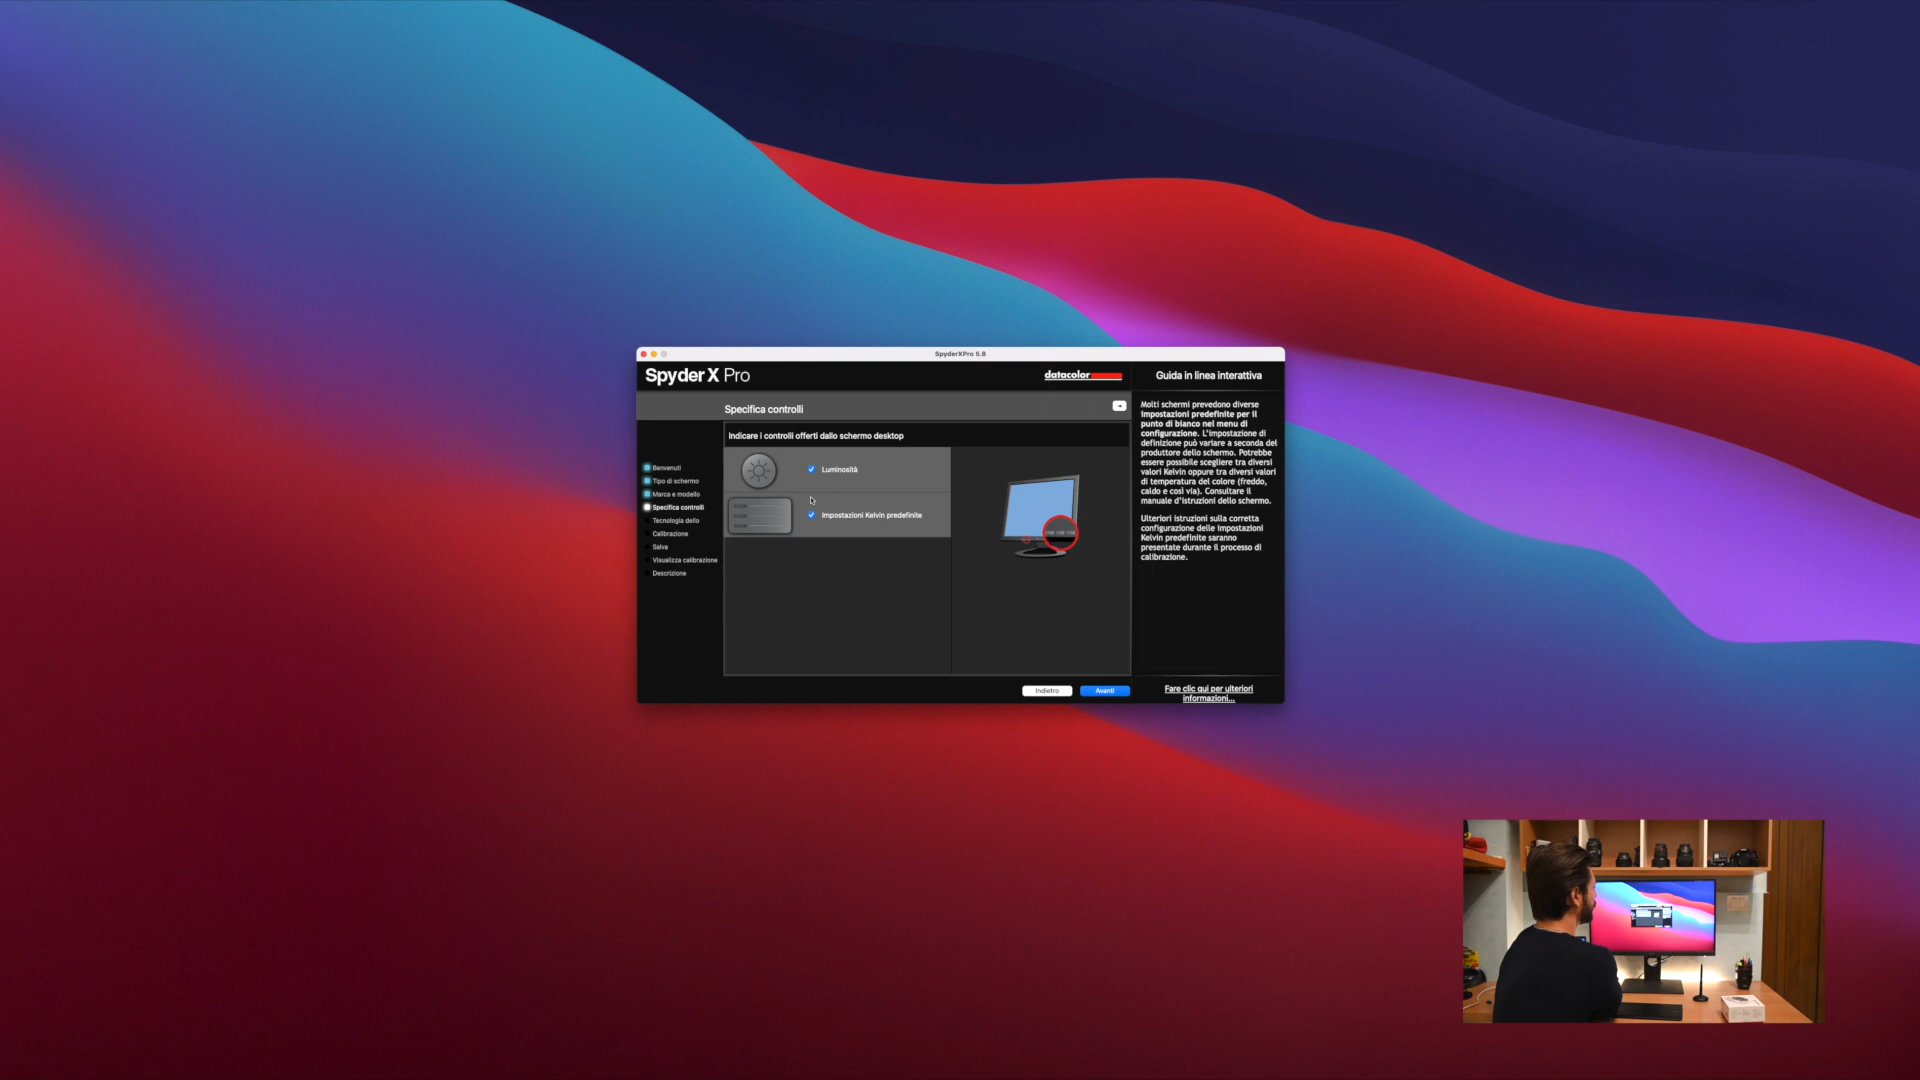 SpyderXPro 5.8
Spyder X Pro
datacolor
Guida in linea interattiva
Specifica controlli
Indicare i controlli offerti dallo schermo desktop
Benvenuti
Tipo di schermo
Marca e modello
Specifica controlli
Tecnologia dello
Calibrazione
Salva
Visualizza calibrazione
Descrizione
Luminosità
Impostazioni Kelvin predefinite
Molti schermi prevedono diverse
impostazioni predefinite per il
punto di bianco nel menu di
configurazione. L'impostazione di
definizione può variare a seconda del
produttore dello schermo. Potrebbe
essere possibile scegliere tra diversi
valori Kelvin oppure tra diversi valori
di temperatura del colore (freddo,
caldo e così via). Consultare il
manuale d'istruzioni dello schermo.
Ulteriori istruzioni sulla corretta
configurazione delle impostazioni
Kelvin predefinite saranno
presentate durante il processo di
calibrazione.
Indietro
Avanti
Fare clic qui per ulteriori
informazioni...